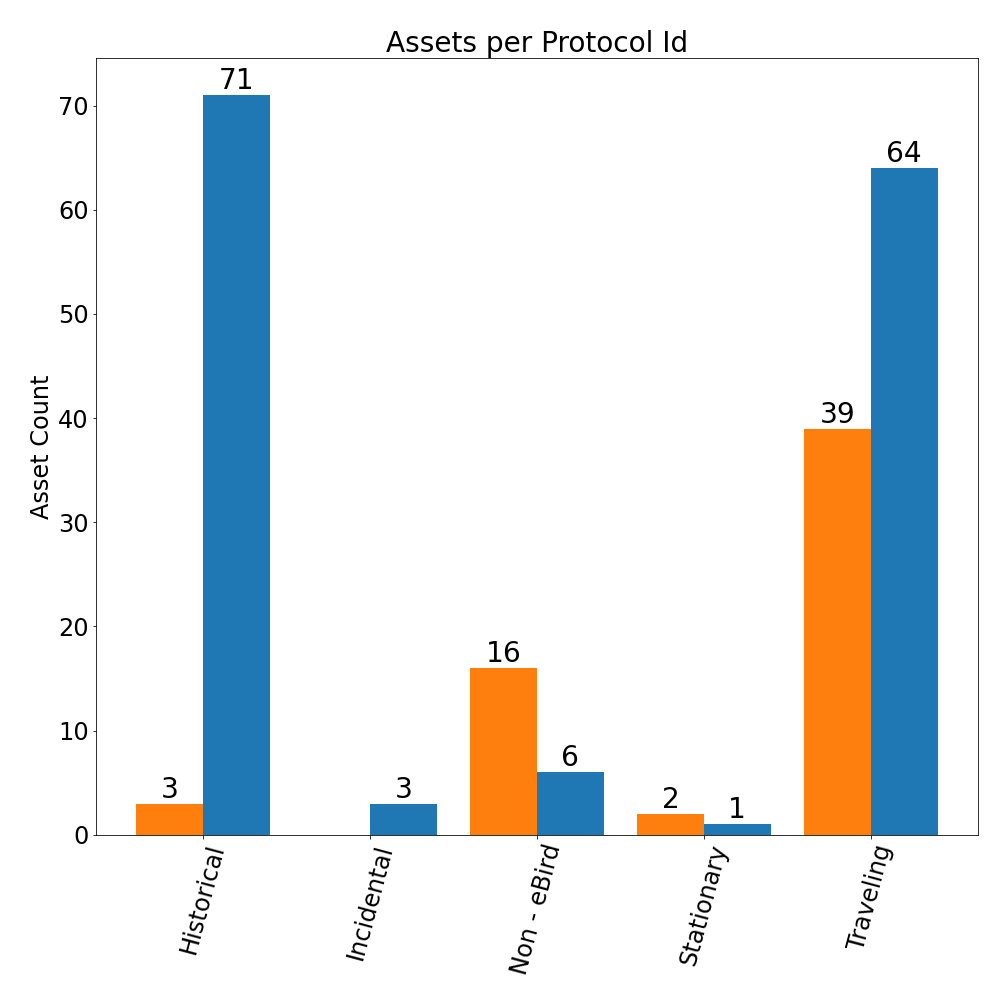 Assets per Protocol Id
Asset Count
70
60
50
40
30
20
10
0
3
71
3
16
6
2
1
39
64
Historical
Incidental
Non - eBird
Stationary
Traveling